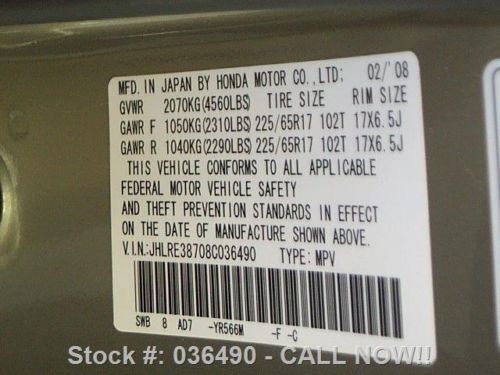 MFD. IN JAPAN BY HONDA MOTOR CO.,LTD: 02/'08
GVWR 2070KG(4560LBS) TIRE SIZE RIM SIZE
GAWR F 1050KG(2310LBS) 225/65R17 102T 17X6.5J
GAWR R 1040KG(2290LBS) 225/65R17 102T 17X6.5J
THIS VEHICLE CONFORMS TO ALL APPLICABLE
FEDERAL MOTOR VEHICLE SAFETY
AND THEFT PREVENTION STANDARDS IN EFFECT
ON THE DATE OF MANUFACTURE SHOWN ABOVE.
V.I.N:JHLRE38708C036490 TYPE: MPV
SWB 8 AD7 -YR566M -F -C
Stock #: 036490 - CALL NOW!!